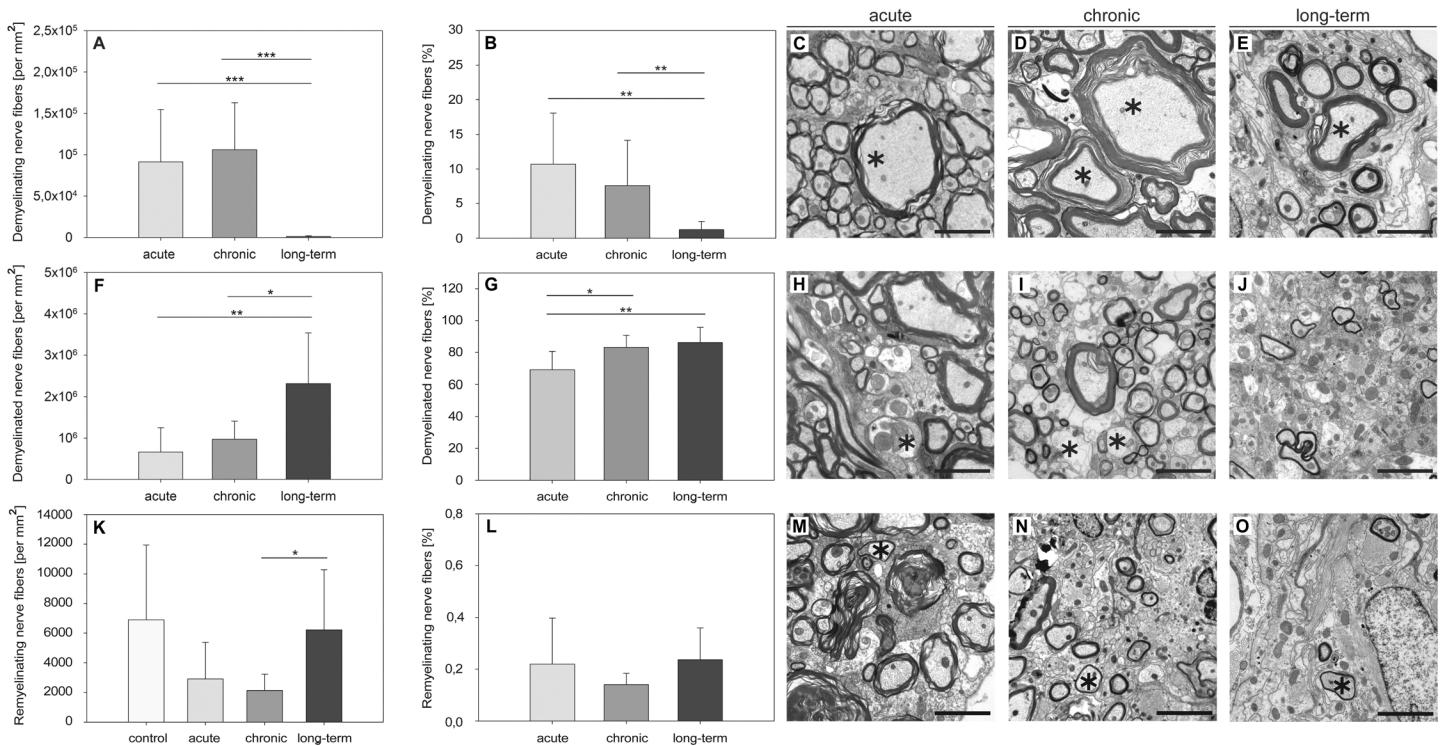 acute chronic long-term
A
Demyelinating nerve fibers [per mm²]
2,5x10⁵
2,0x10⁵
1,5x10⁵
10⁵
5,0x10⁴
0
***
***
acute chronic long-term
B
Demyelinating nerve fibers [%]
30
25
20
15
10
5
0
**
**
acute chronic long-term
C
*
D
*
*
E
*
F
Demyelinated nerve fibers [per mm²]
5x10⁶
4x10⁶
3x10⁶
2x10⁶
10⁶
0
*
**
acute chronic long-term
G
Demyelinated nerve fibers [%]
120
100
80
60
40
20
0
*
**
acute chronic long-term
H
*
I
* *
J
K
Remyelinating nerve fibers [per mm²]
14000
12000
10000
8000
6000
4000
2000
0
*
control acute chronic long-term
L
Remyelinating nerve fibers [%]
0,8
0,6
0,4
0,2
0,0
acute chronic long-term
M
*
N
*
O
*